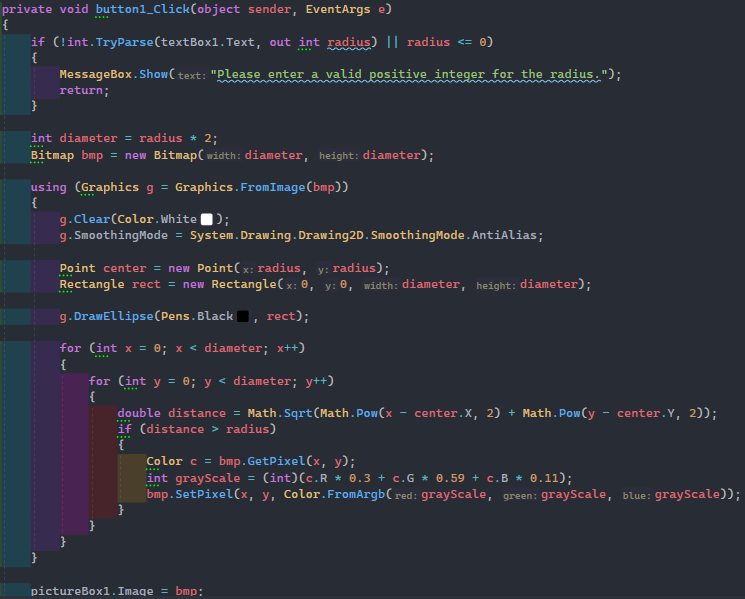 private void button1_Click(object sender, EventArgs e)
{
if (!int.TryParse(textBox1.Text, out int radius) || radius <= 0)
{
MessageBox.Show(text: "Please enter a valid positive integer for the radius.");
return;
}
int diameter = radius * 2;
Bitmap bmp = new Bitmap(width: diameter, height: diameter);
using (Graphics g = Graphics.FromImage(bmp))
{
g.Clear(Color.White);
g.SmoothingMode = System.Drawing.Drawing2D.SmoothingMode.AntiAlias;
Point center = new Point(x: radius, y: radius);
Rectangle rect = new Rectangle(x: 0, y: 0, width: diameter, height: diameter);
g.DrawEllipse(Pens.Black, rect);
for (int x = 0; x < diameter; x++)
{
for (int y = 0; y < diameter; y++)
{
double distance = Math.Sqrt(Math.Pow(x - center.X, 2) + Math.Pow(y - center.Y, 2));
if (distance > radius)
{
Color c = bmp.GetPixel(x, y);
int grayScale = (int)(c.R * 0.3 + c.G * 0.59 + c.B * 0.11);
bmp.SetPixel(x, y, Color.FromArgb(red: grayScale, green: grayScale, blue: grayScale));
}
}
}
}
pictureBox1.Image = bmp;